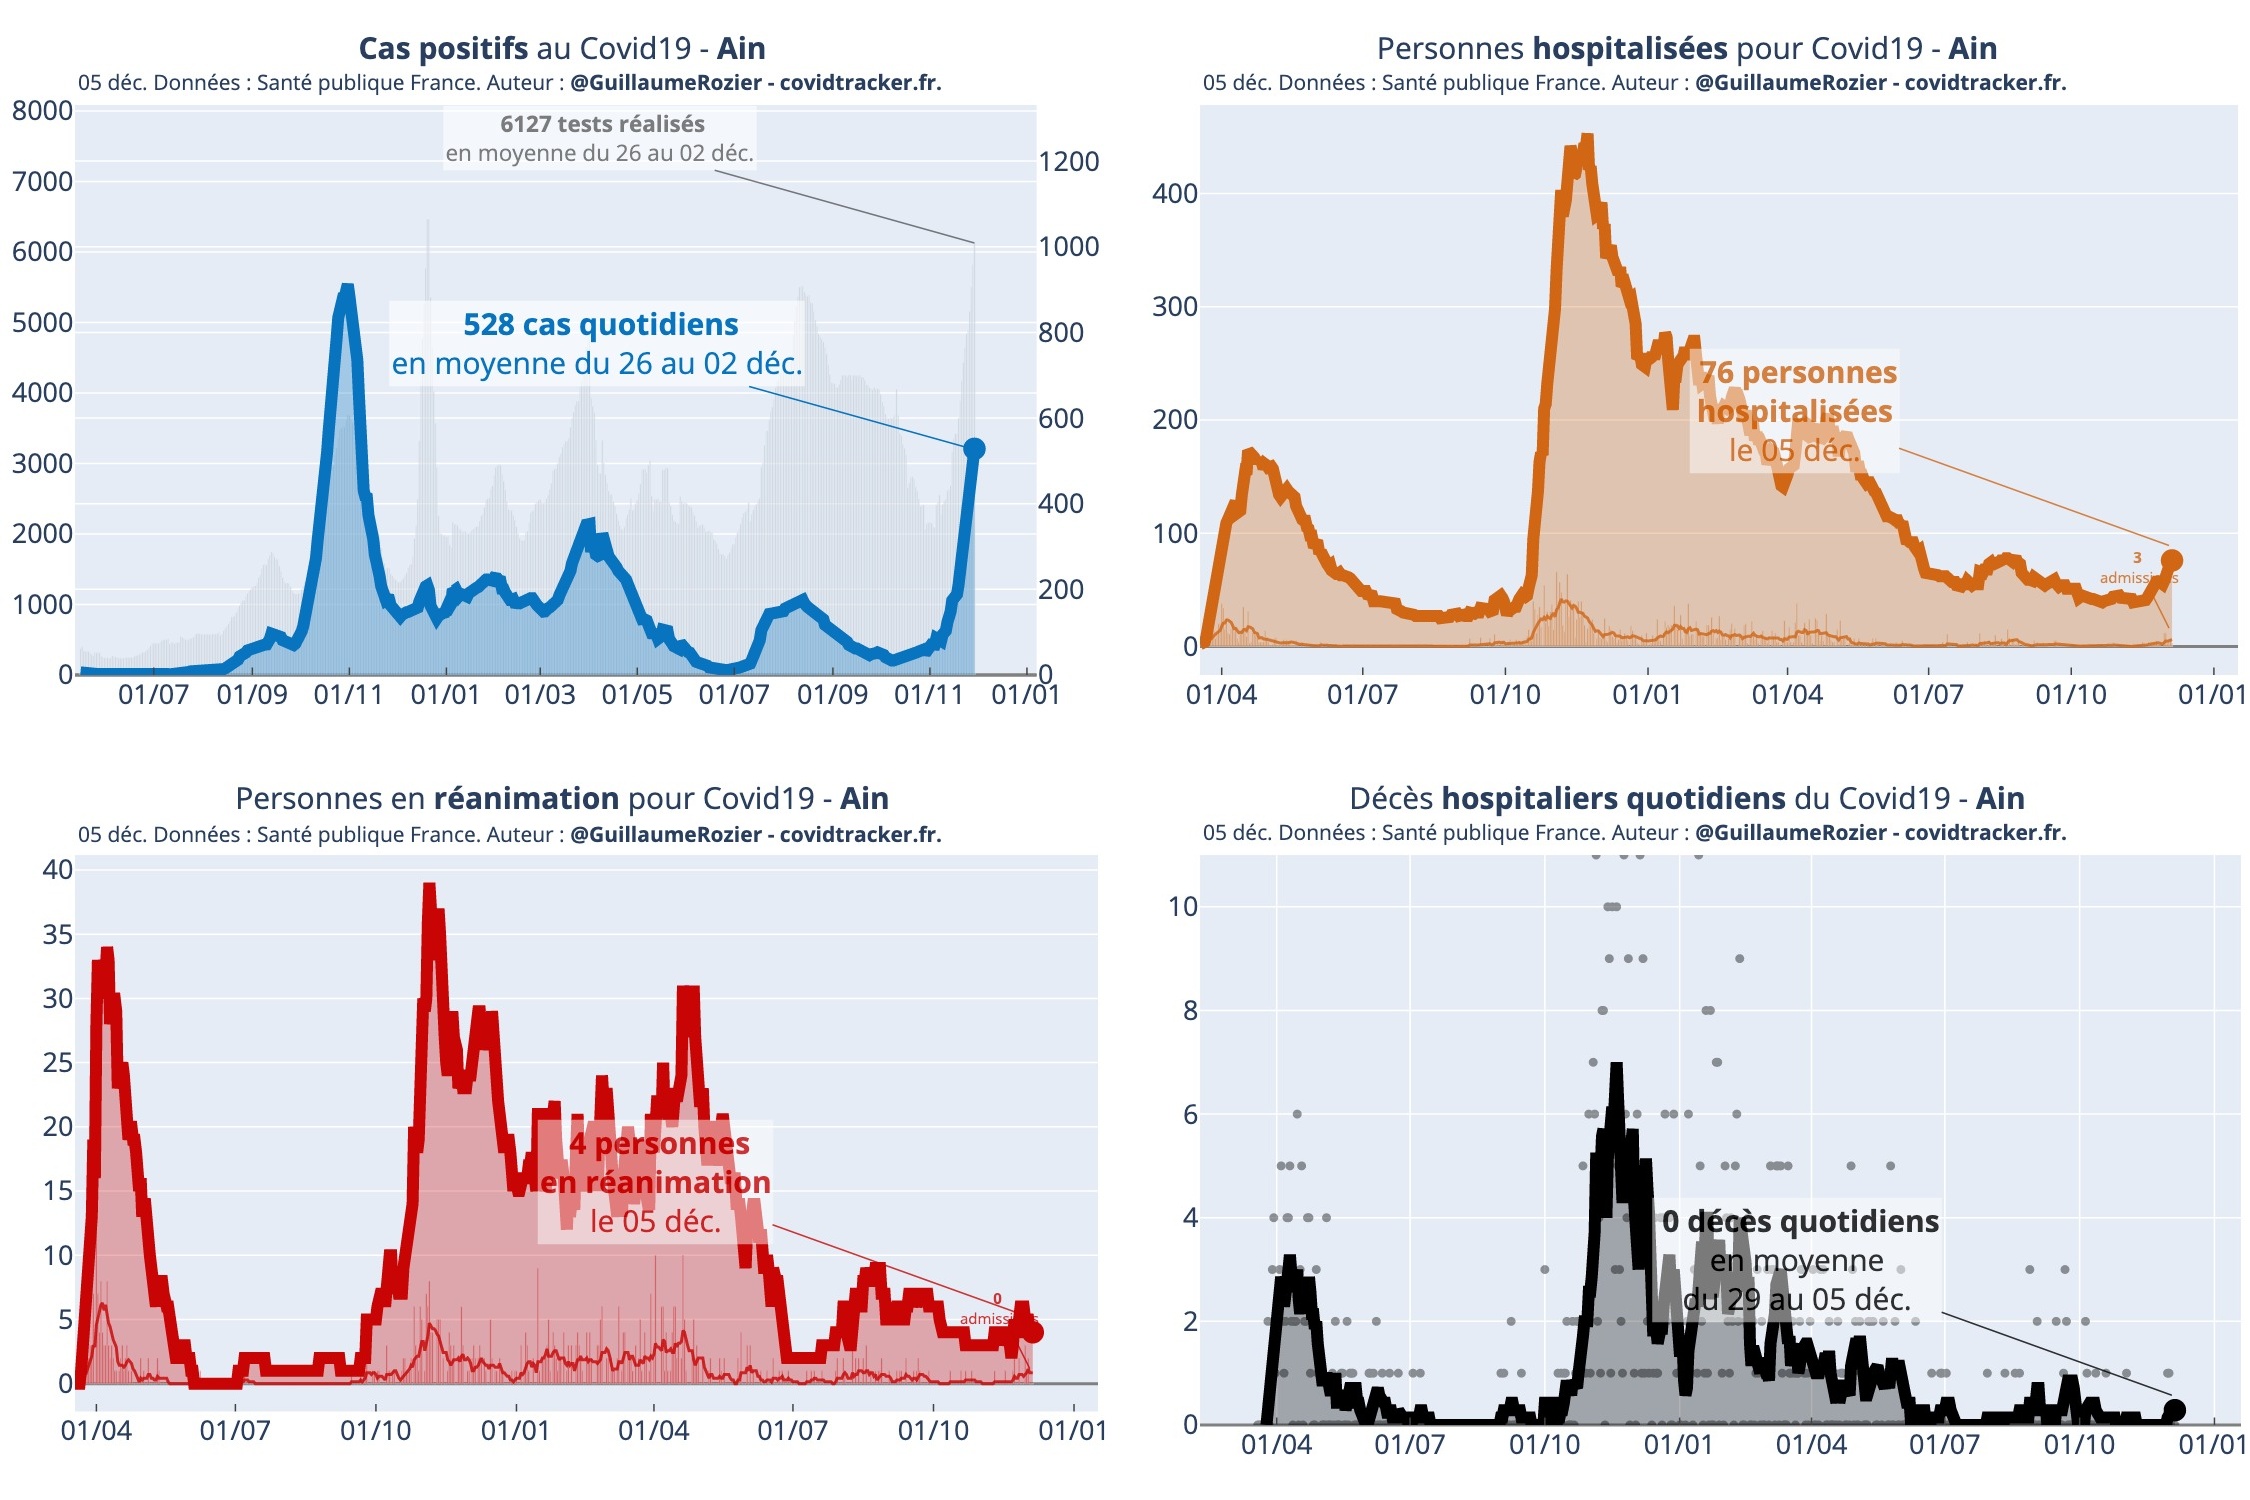 Cas positifs au Covid19 - Ain
05 déc. Données : Santé publique France. Auteur : @GuillaumeRozier - covidtracker.fr.
8000
7000
6000
5000
4000
3000
2000
1000
0
1200
1000
800
600
400
200
0
6127 tests réalisés
en moyenne du 26 au 02 déc.
528 cas quotidiens
en moyenne du 26 au 02 déc.
01/07 01/09 01/11 01/01 01/03 01/05 01/07 01/09 01/11 01/01
Personnes hospitalisées pour Covid19 - Ain
05 déc. Données : Santé publique France. Auteur : @GuillaumeRozier - covidtracker.fr.
400
300
200
100
0
76 personnes
hospitalisées
le 05 déc.
3
admissions
01/04 01/07 01/10 01/01 01/04 01/07 01/10 01/01
Personnes en réanimation pour Covid19 - Ain
05 déc. Données : Santé publique France. Auteur : @GuillaumeRozier - covidtracker.fr.
40
35
30
25
20
15
10
5
0
4 personnes
en réanimation
le 05 déc.
0
admissions
01/04 01/07 01/10 01/01 01/04 01/07 01/10 01/01
Décès hospitaliers quotidiens du Covid19 - Ain
05 déc. Données : Santé publique France. Auteur : @GuillaumeRozier - covidtracker.fr.
10
8
6
4
2
0
0 décès quotidiens
en moyenne
du 29 au 05 déc.
01/04 01/07 01/10 01/01 01/04 01/07 01/10 01/01